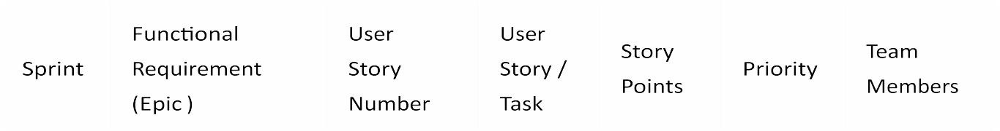 Sprint
Functional
Requirement
(Epic )
User
Story
Number
User
Story /
Task
Story
Points
Priority
Team
Members